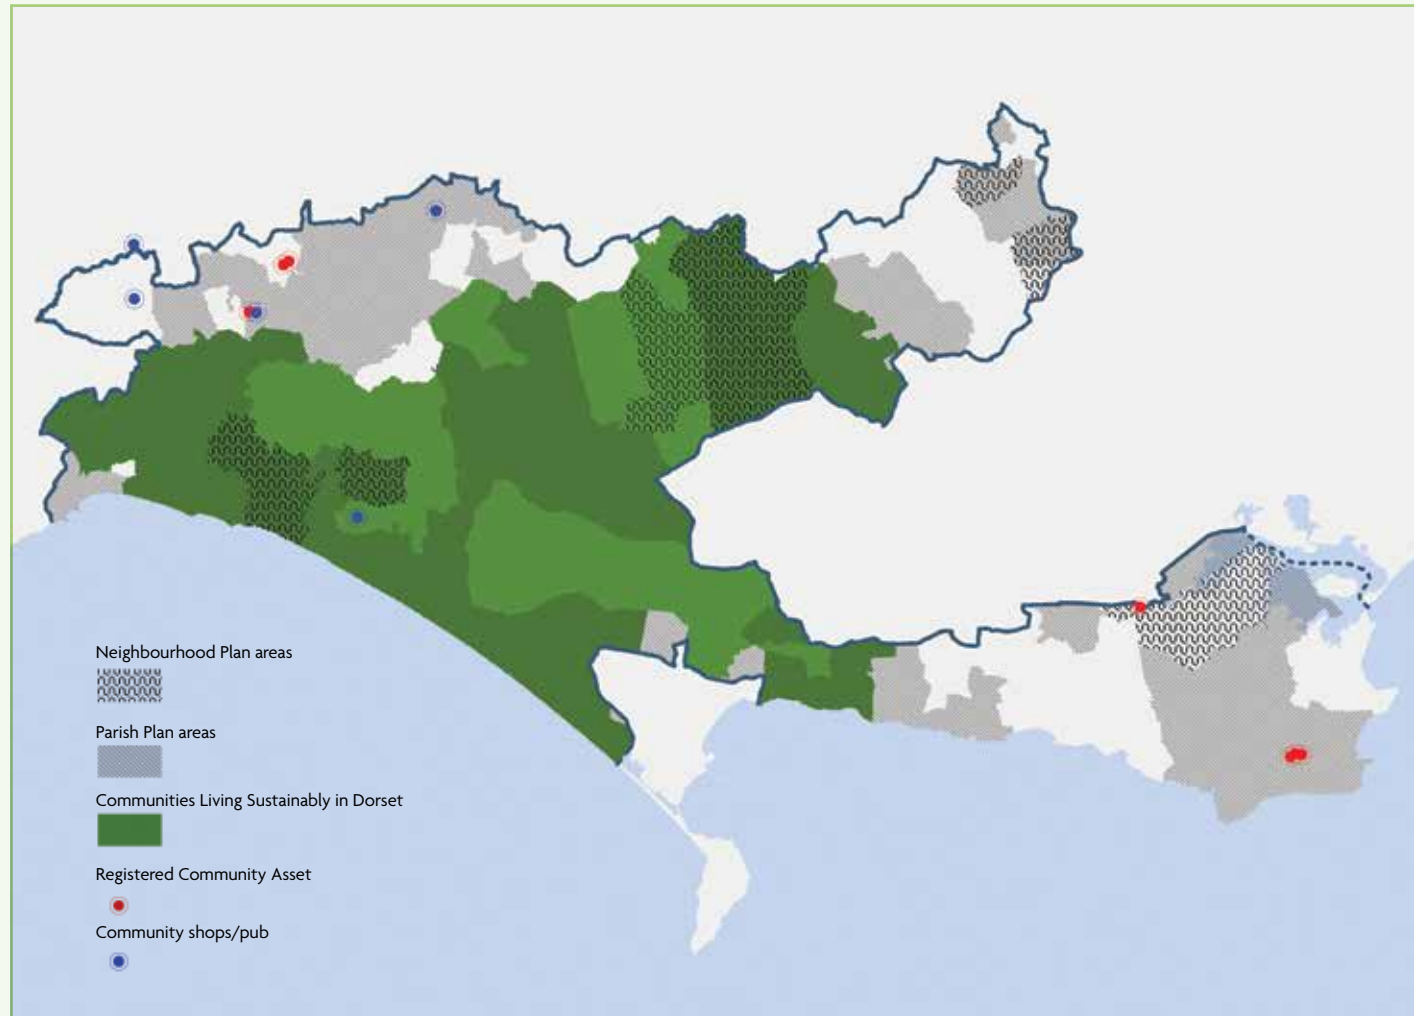 Neighbourhood Plan areas
Parish Plan areas
Communities Living Sustainably in Dorset
Registered Community Asset
Community shops/pub